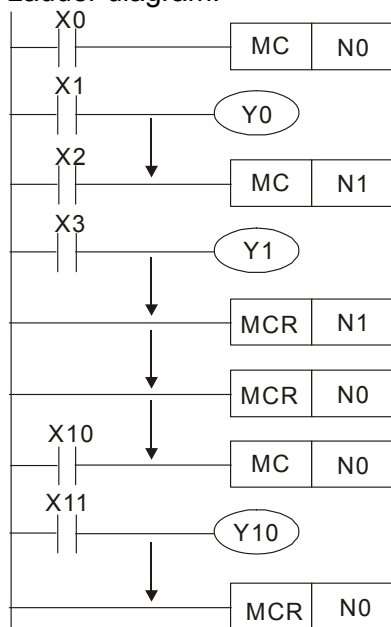 Ladder diagram:
X0
MC N0
X1
Y0
X2
MC N1
X3
Y1
MCR N1
MCR N0
X10
MC N0
X11
Y10
MCR N0